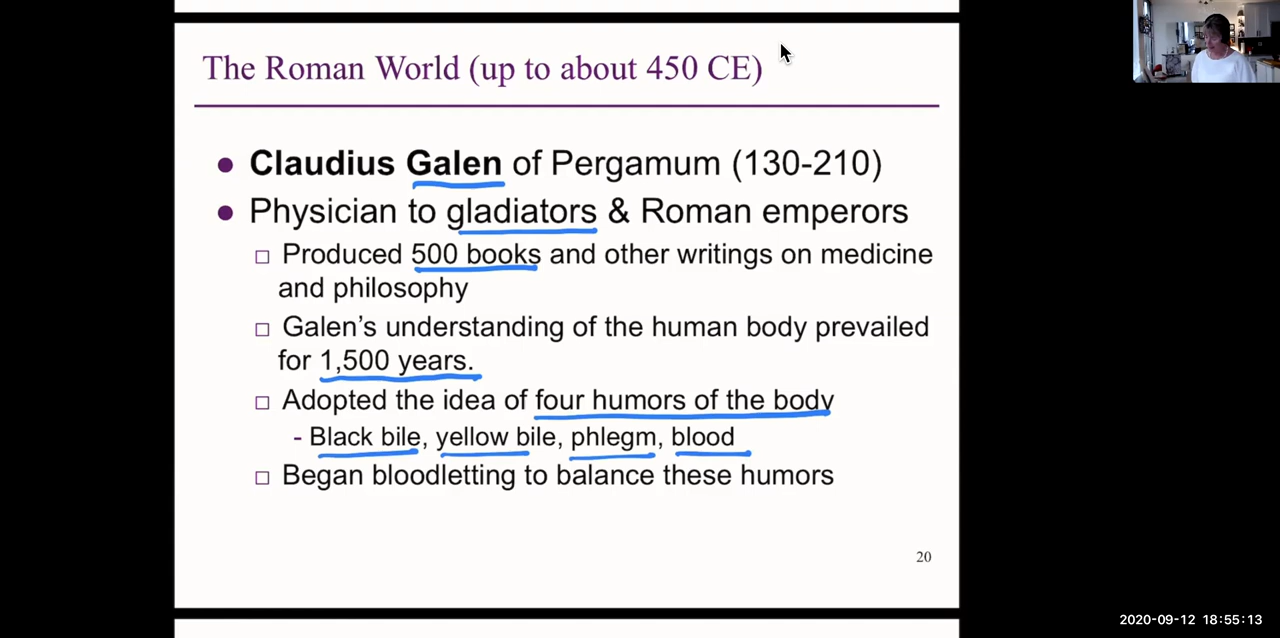 The Roman World (up to about 450 CE)
● Claudius Galen of Pergamum (130-210)
● Physician to gladiators & Roman emperors
□ Produced 500 books and other writings on medicine
and philosophy
□ Galen’s understanding of the human body prevailed
for 1,500 years.
□ Adopted the idea of four humors of the body
- Black bile, yellow bile, phlegm, blood
□ Began bloodletting to balance these humors
20
2020-09-12 18:55:13